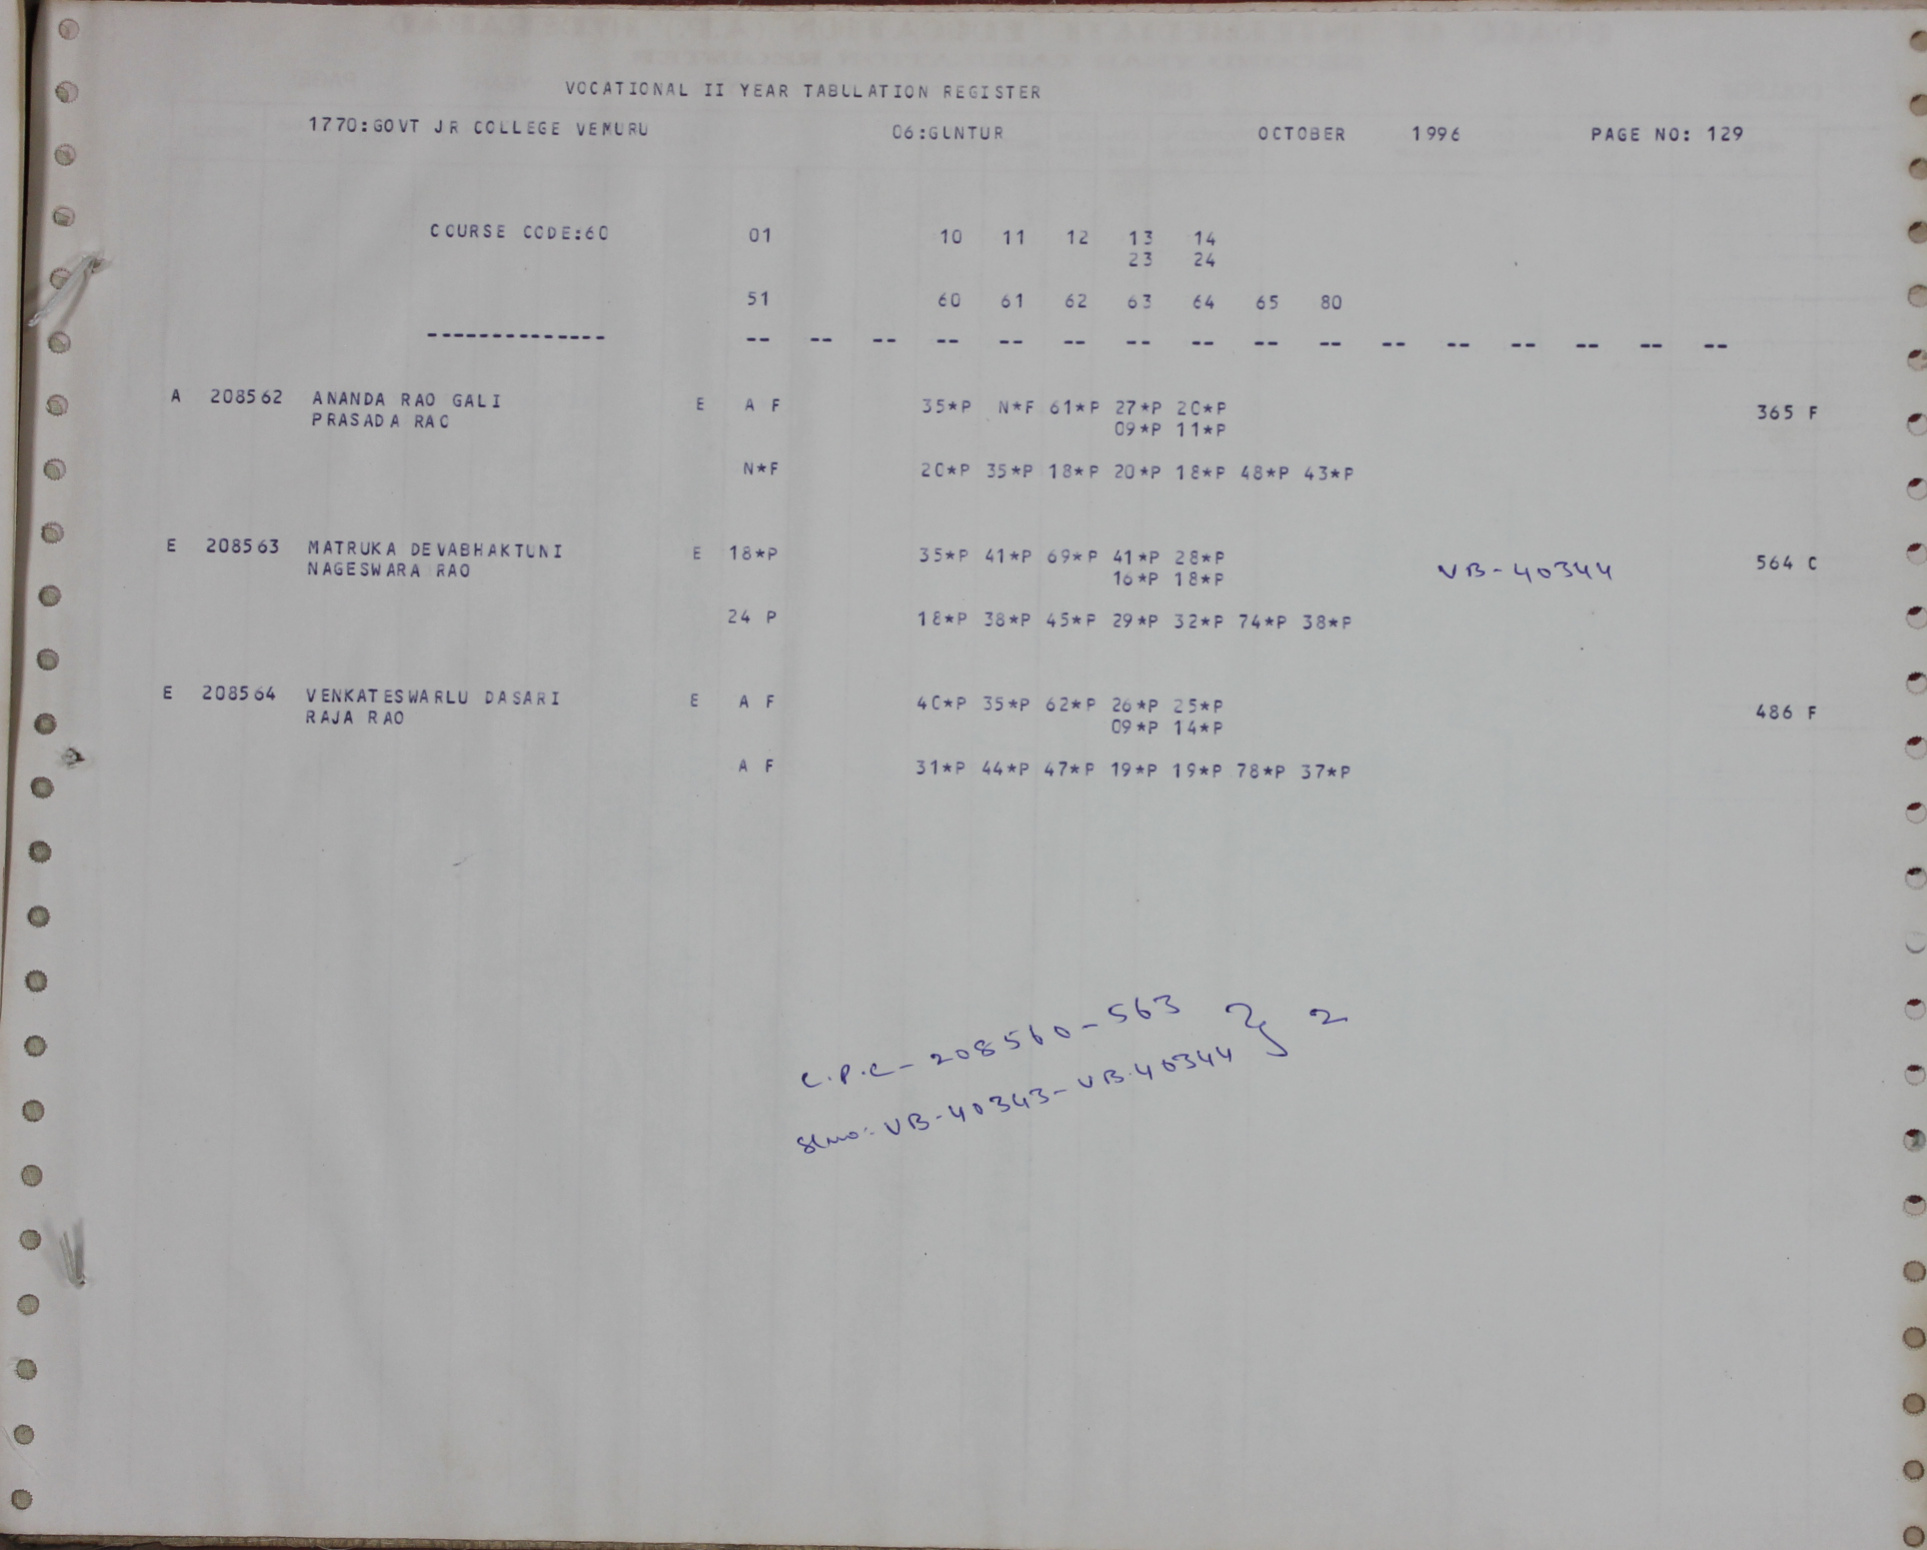 VOCATIONAL II YEAR TABULATION REGISTER
1770:GOVT JR COLLEGE VEMURU 06:GUNTUR OCTOBER 1996 PAGE NO: 129
COURSE CODE:60 01 10 11 12 13 14
23 24
51 60 61 62 63 64 65 80
-------------- -- -- -- -- -- -- -- -- -- -- -- -- -- -- -- --
A 208562 ANANDA RAO GALI E A F 35*P N*F 61*P 27*P 20*P 365 F
PRASADA RAO 09*P 11*P
N*F 20*P 35*P 18*P 20*P 18*P 48*P 43*P
E 208563 MATRUKA DEVABHAKTUNI E 18*P 35*P 41*P 69*P 41*P 28*P VB-40344 564 C
NAGESWARA RAO 16*P 18*P
24 P 18*P 38*P 45*P 29*P 32*P 74*P 38*P
E 208564 VENKATESWARLU DASARI E A F 40*P 35*P 62*P 26*P 25*P 486 F
RAJA RAO 09*P 14*P
A F 31*P 44*P 47*P 19*P 19*P 78*P 37*P
C.P.C - 208560-563 } 2
Slno: VB-40343-VB.40344